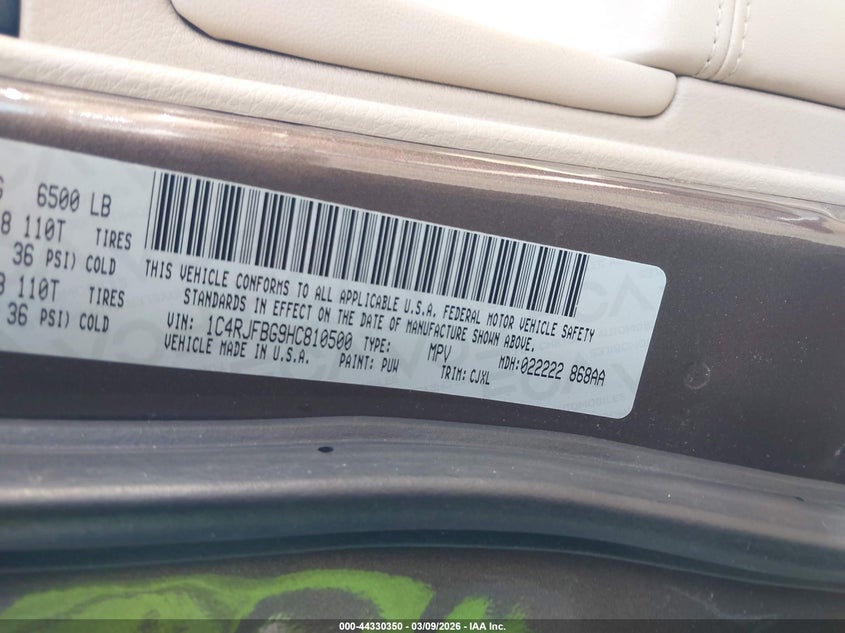 G 6500 LB
8 110T TIRES
36 PSI) COLD
8 110T TIRES
36 PSI) COLD
THIS VEHICLE CONFORMS TO ALL APPLICABLE U.S.A. FEDERAL MOTOR VEHICLE SAFETY
STANDARDS IN EFFECT ON THE DATE OF MANUFACTURE SHOWN ABOVE.
VIN: 1C4RJFBG9HC810500 TYPE: MPV MDH:022222 868AA
VEHICLE MADE IN U.S.A. PAINT: PUW TRIM: CJXL
000-44330350 | 03/09/2026 - IAA Inc.